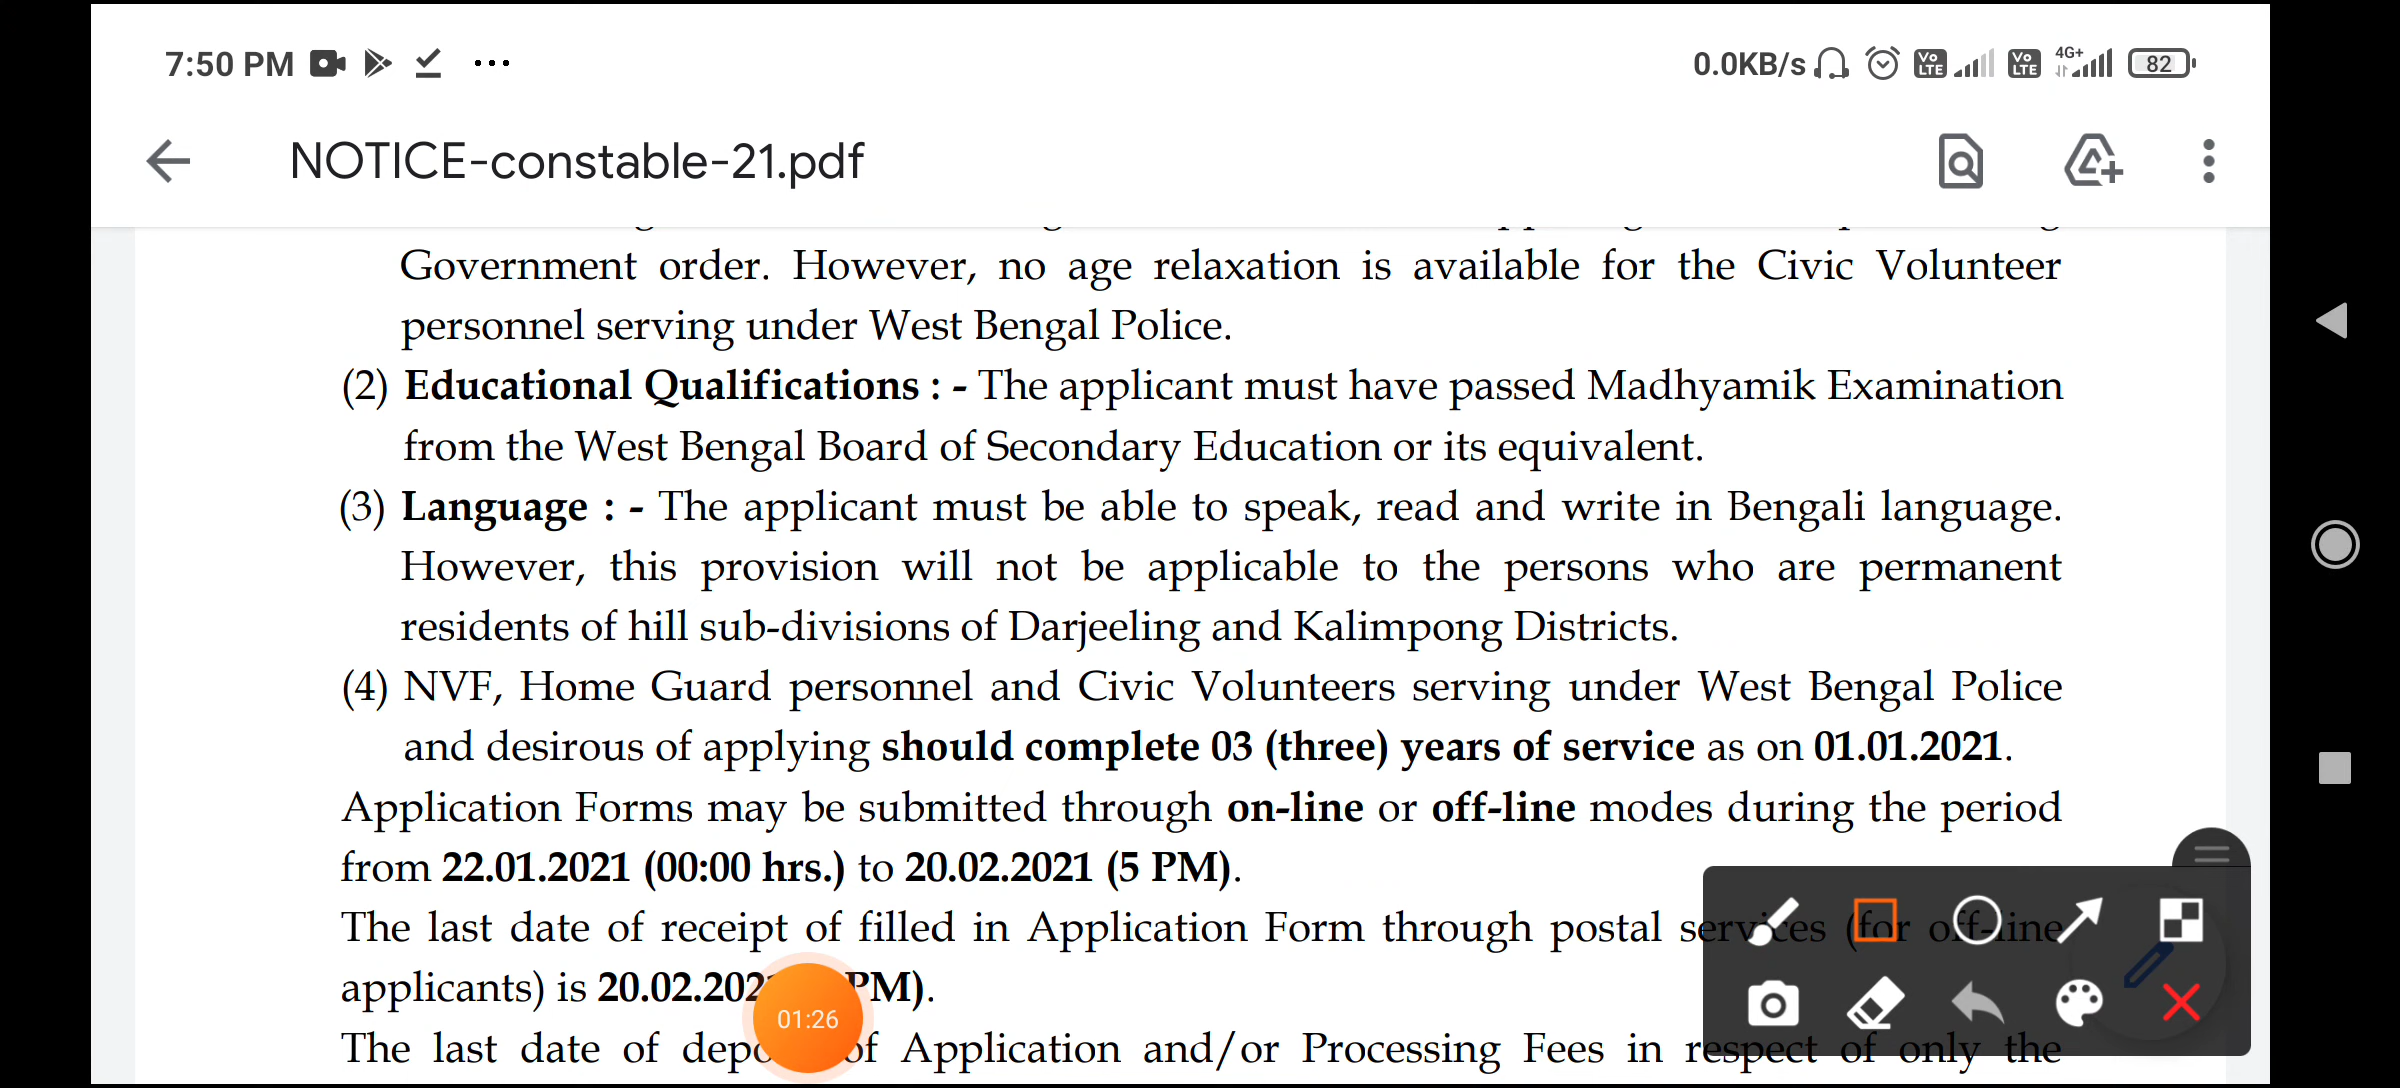 7:50 PM ...
0.0KB/s Vo LTE Vo LTE 4G+ 82
NOTICE-constable-21.pdf
Government order. However, no age relaxation is available for the Civic Volunteer
personnel serving under West Bengal Police.
(2) Educational Qualifications : - The applicant must have passed Madhyamik Examination
from the West Bengal Board of Secondary Education or its equivalent.
(3) Language : - The applicant must be able to speak, read and write in Bengali language.
However, this provision will not be applicable to the persons who are permanent
residents of hill sub-divisions of Darjeeling and Kalimpong Districts.
(4) NVF, Home Guard personnel and Civic Volunteers serving under West Bengal Police
and desirous of applying should complete 03 (three) years of service as on 01.01.2021.
Application Forms may be submitted through on-line or off-line modes during the period
from 22.01.2021 (00:00 hrs.) to 20.02.2021 (5 PM).
The last date of receipt of filled in Application Form through postal services (for off-line
applicants) is 20.02.202 PM).
01:26
The last date of of Application and/or Processing Fees in respect of only the